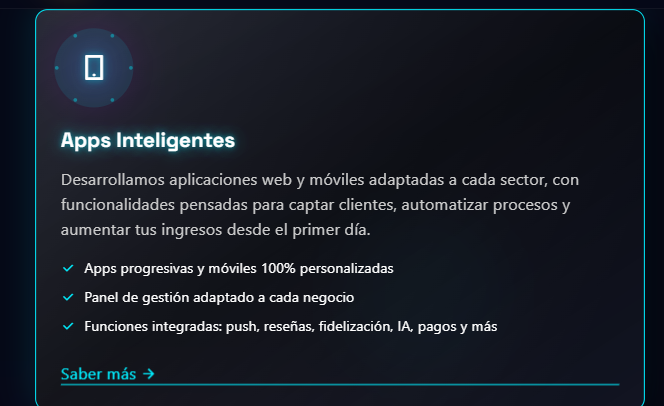 Apps Inteligentes
Desarrollamos aplicaciones web y móviles adaptadas a cada sector, con
funcionalidades pensadas para captar clientes, automatizar procesos y
aumentar tus ingresos desde el primer día.
Apps progresivas y móviles 100% personalizadas
Panel de gestión adaptado a cada negocio
Funciones integradas: push, reseñas, fidelización, IA, pagos y más
Saber más →